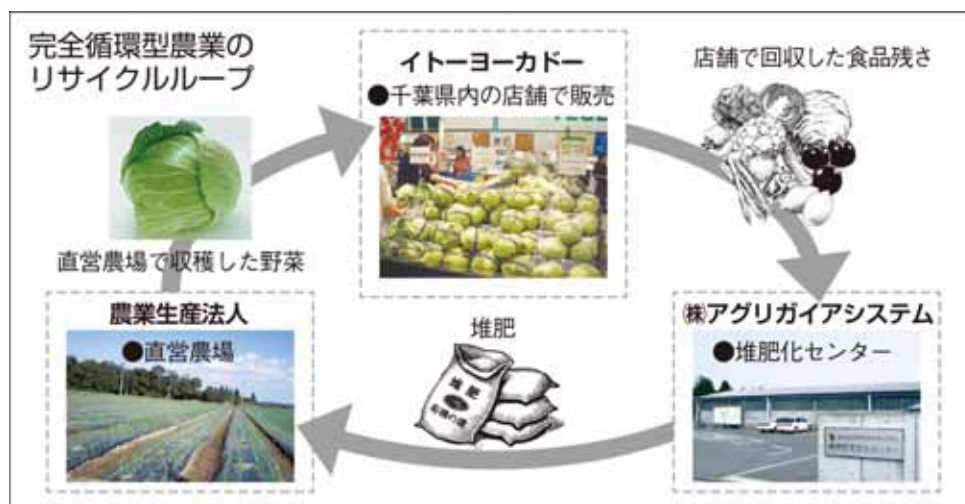 完全循環型農業の
リサイクルループ
イトーヨーカドー
●千葉県内の店舗で販売
店舗で回収した食品残さ
直営農場で収穫した野菜
農業生産法人
●直営農場
堆肥
堆肥
㈱アグリガイアシステム
●堆肥化センター